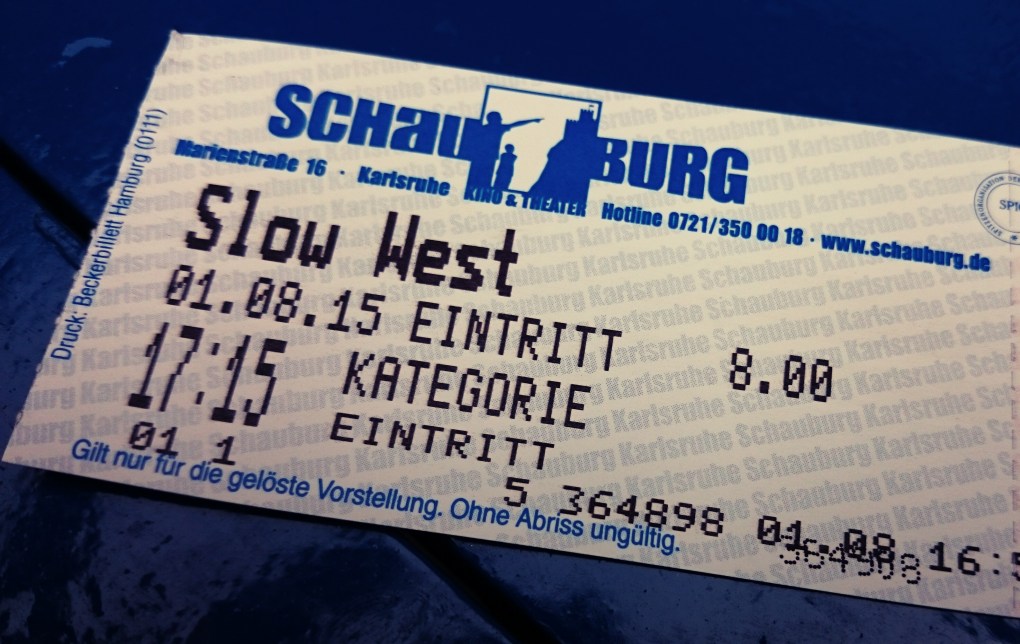 SCHauBURG
KINO & THEATER
Marienstraße 16 · Karlsruhe Hotline 0721/350 00 18 · www.schauburg.de
Slow West
01.08.15 EINTRITT 8.00
17:15 KATEGORIE
01 1 EINTRITT
5 364898 01.08 16:5
Gilt nur für die gelöste Vorstellung. Ohne Abriss ungültig.
Druck: Beckerbillett Hamburg (0111)